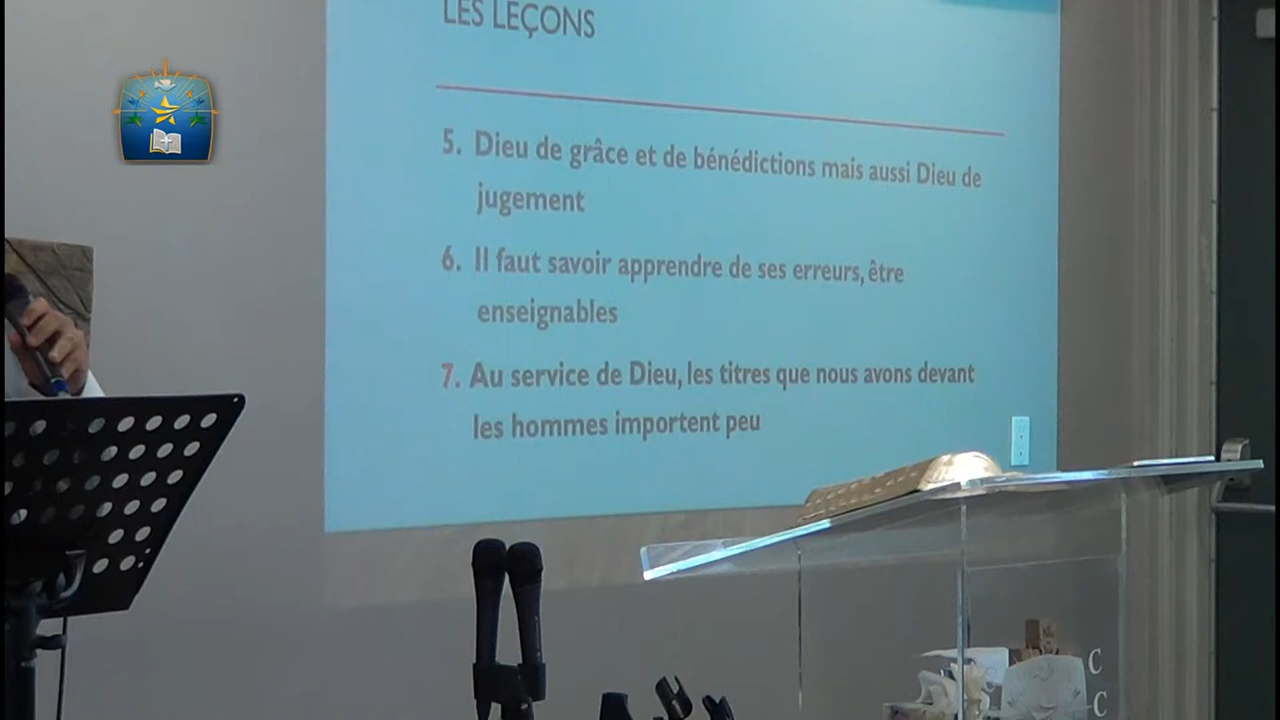 LES LEÇONS
5. Dieu de grâce et de bénédictions mais aussi Dieu de
jugement
6. Il faut savoir apprendre de ses erreurs, être
enseignables
7. Au service de Dieu, les titres que nous avons devant
les hommes importent peu
C
C